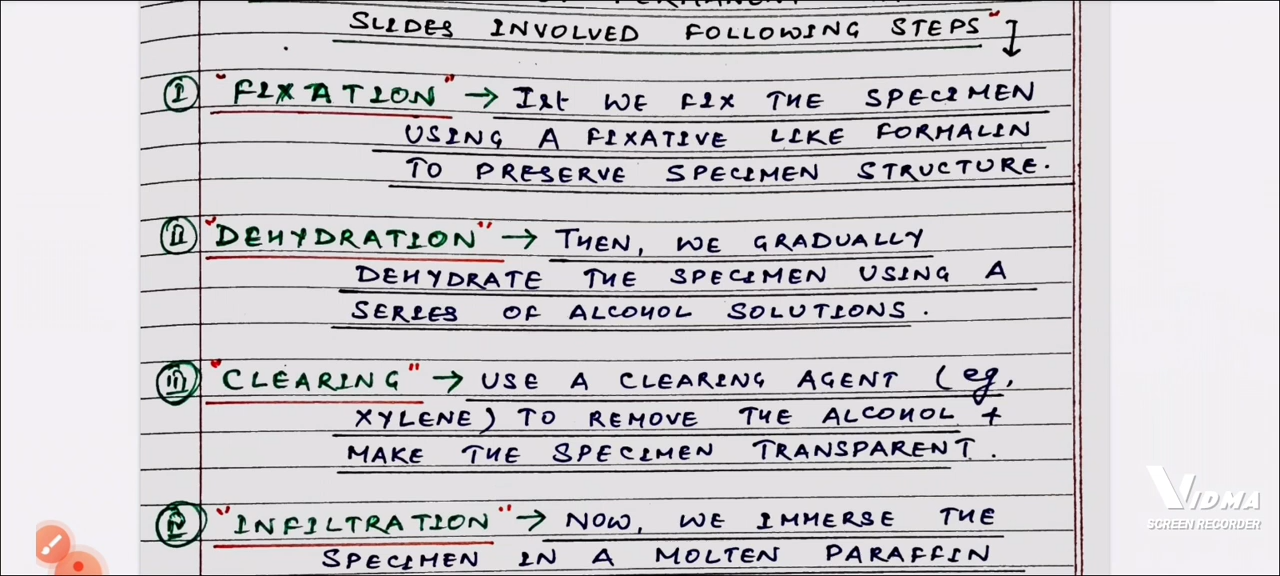 SLIDES INVOLVED FOLLOWING STEPS"
I "FIXATION" → Ist WE FIX THE SPECIMEN
USING A FIXATIVE LIKE FORMALIN
TO PRESERVE SPECIMEN STRUCTURE.
II "DEHYDRATION" → THEN, WE GRADUALLY
DEHYDRATE THE SPECIMEN USING A
SERIES OF ALCOHOL SOLUTIONS.
III "CLEARING" → USE A CLEARING AGENT (eg,
XYLENE) TO REMOVE THE ALCOHOL +
MAKE THE SPECIMEN TRANSPARENT.
IV "INFILTRATION" → NOW, WE IMMERSE THE
SPECIMEN IN A MOLTEN PARAFFIN
VIDMA
SCREEN RECORDER